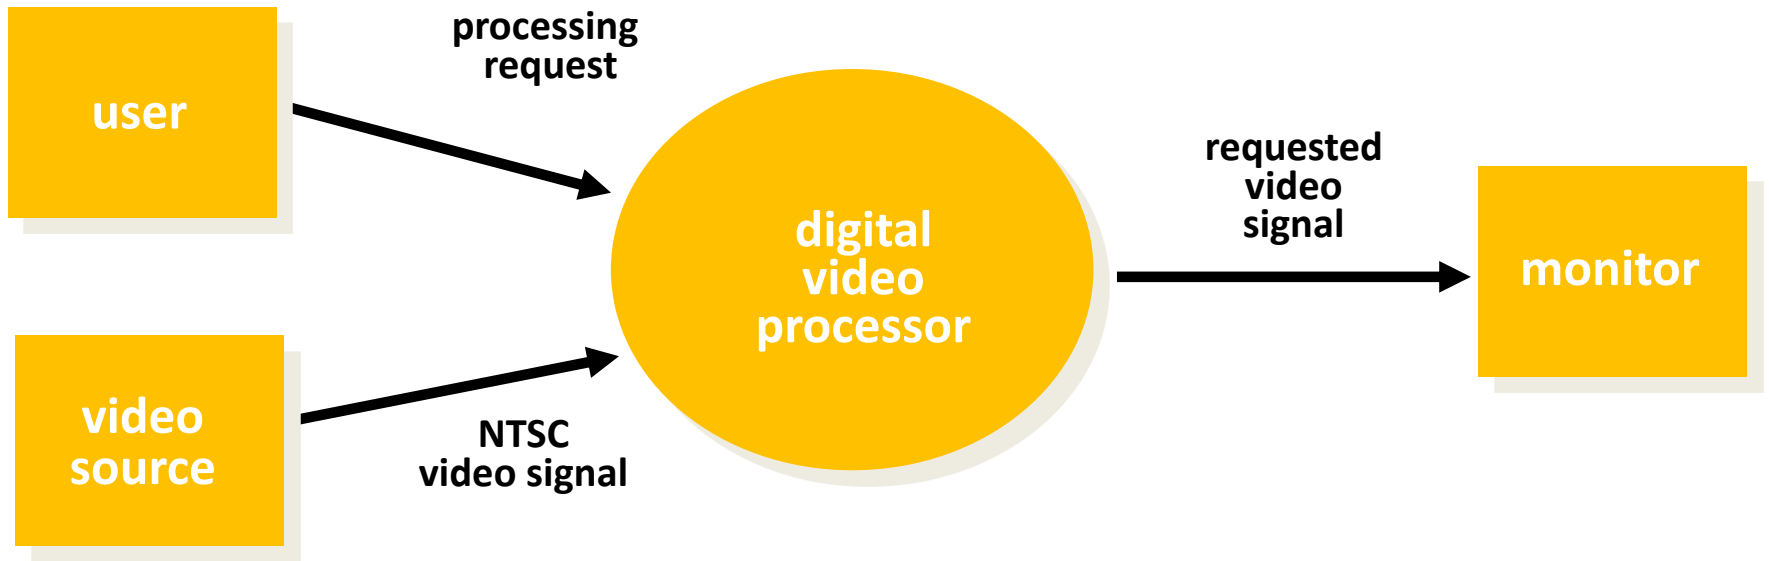 user
processing
request
digital
video
processor
requested
video
signal
monitor
video
source
NTSC
video signal